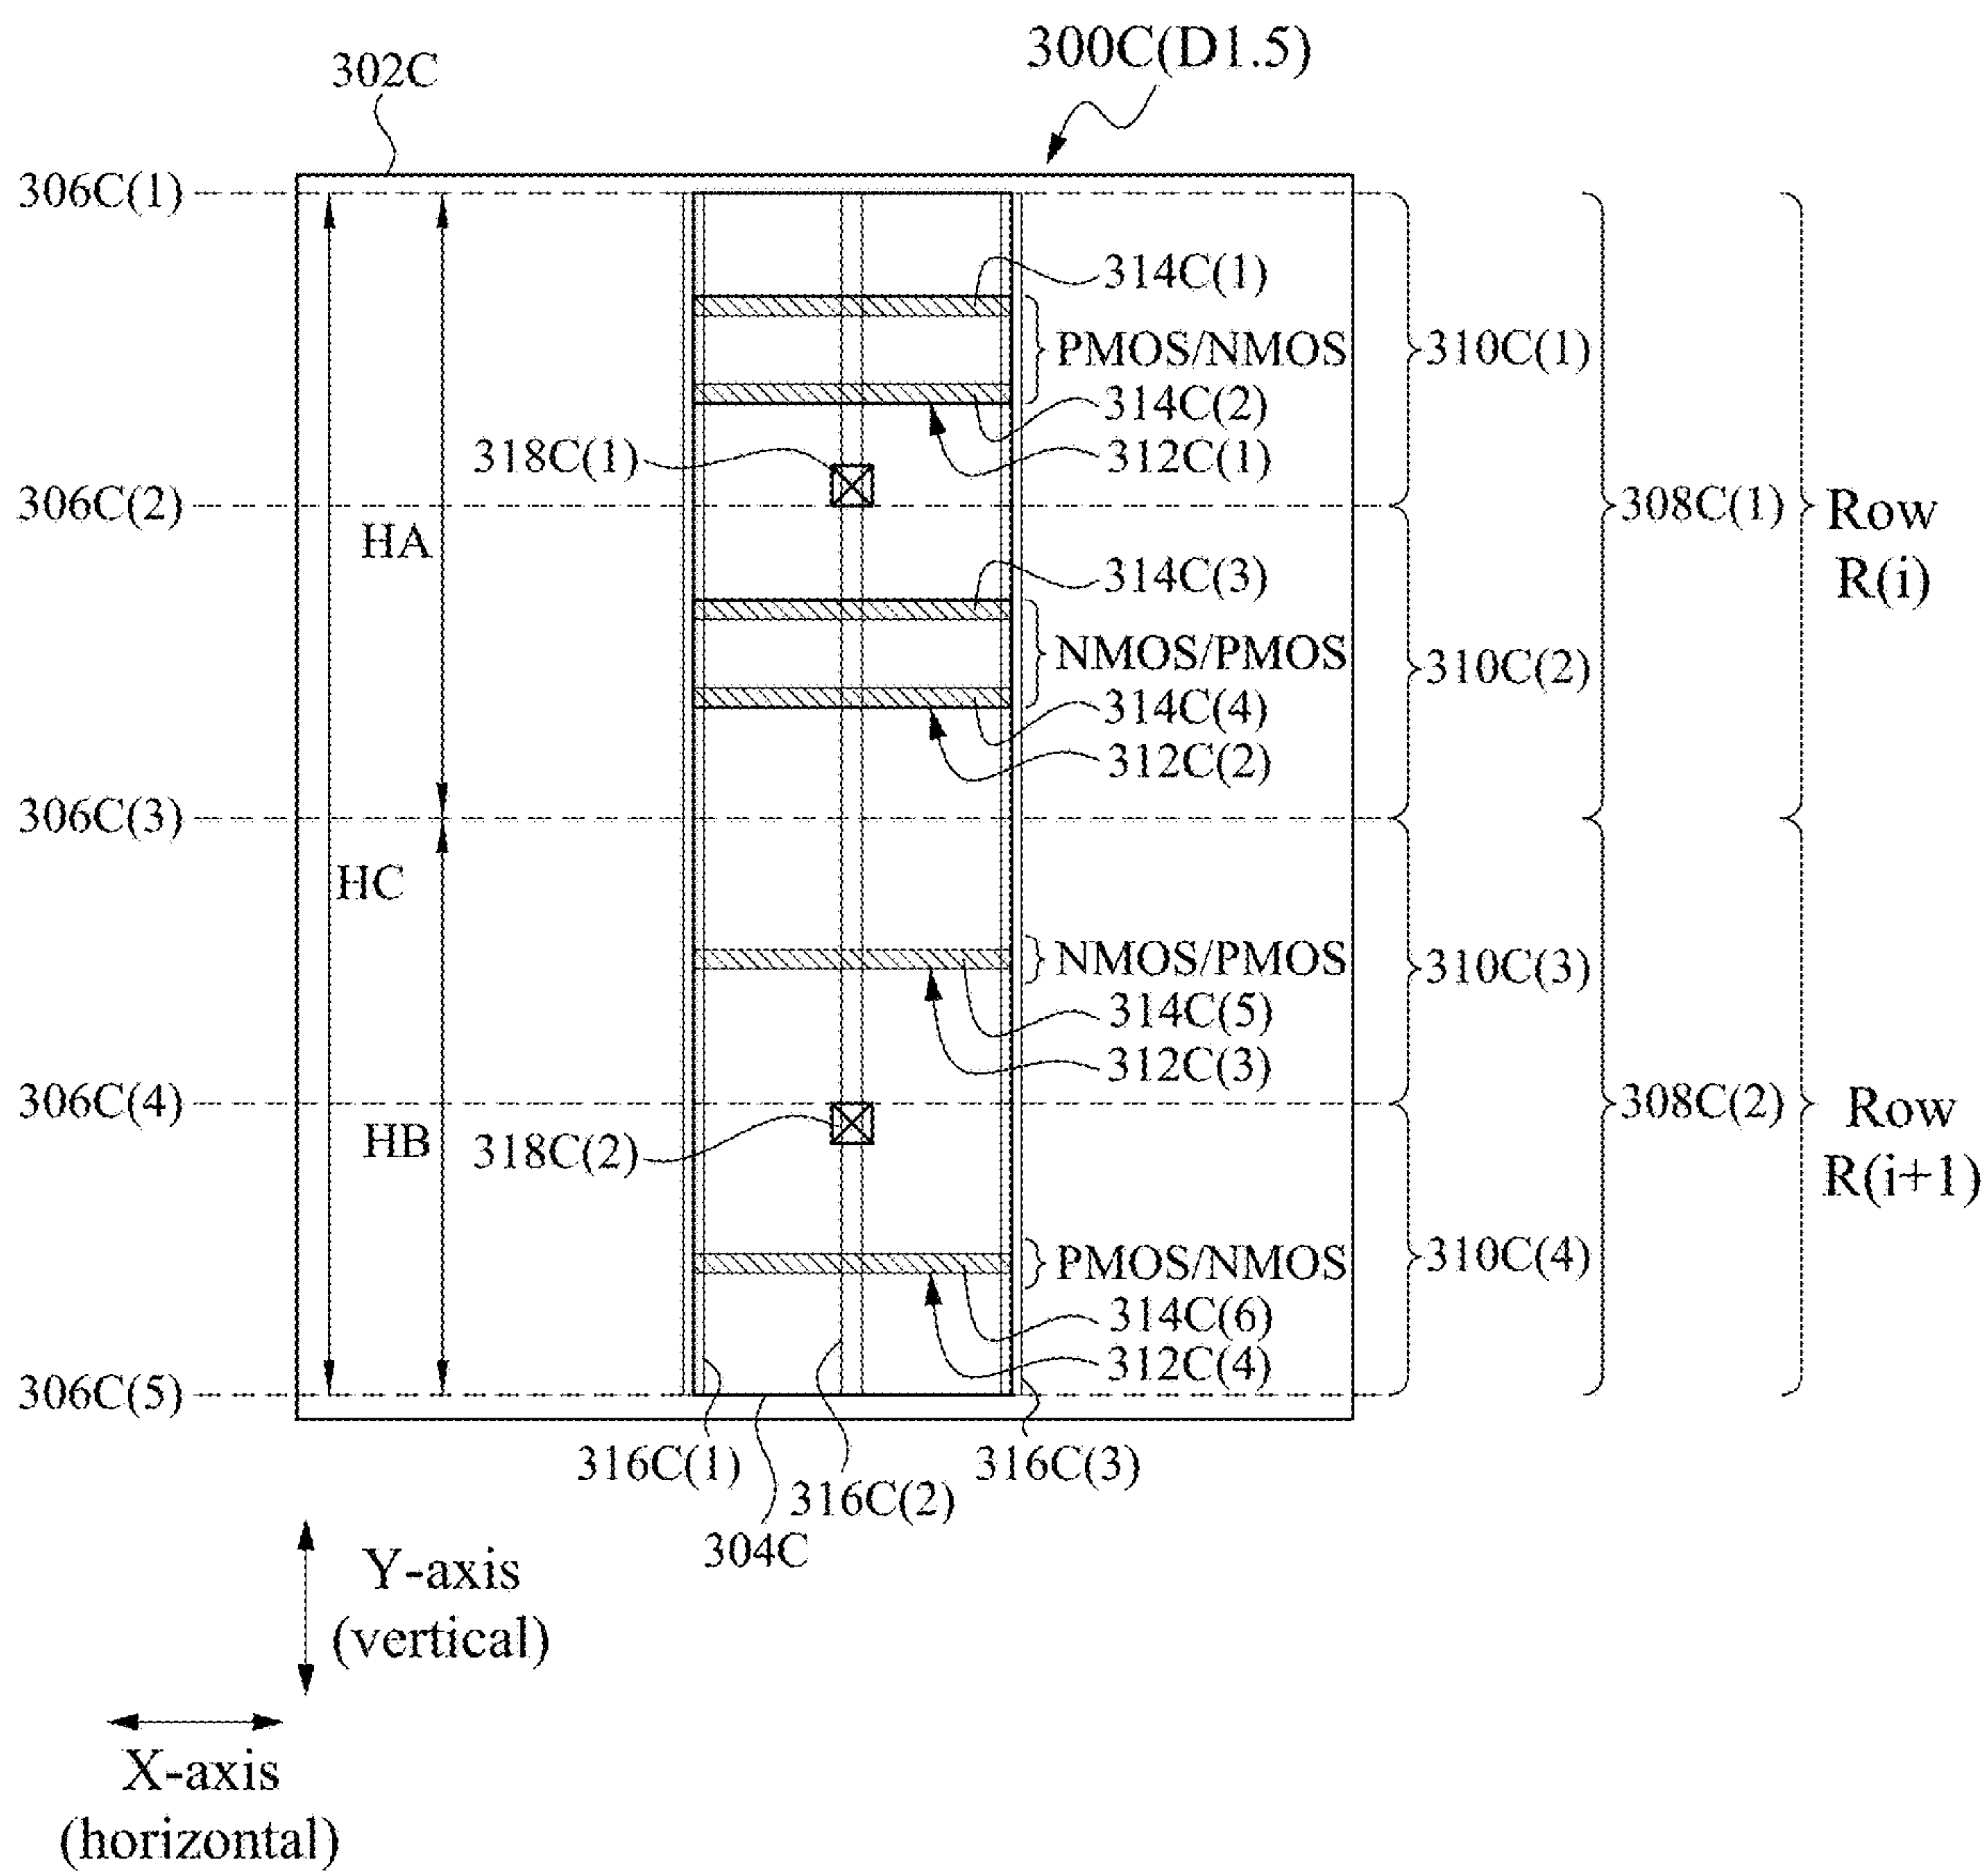 300C(D1.5)
302C
306C(1)
314C(1)
PMOS/NMOS
310C(1)
314C(2)
318C(1)
312C(1)
306C(2)
308C(1)
Row
R(i)
HA
314C(3)
NMOS/PMOS
310C(2)
314C(4)
312C(2)
306C(3)
HC
NMOS/PMOS
310C(3)
314C(5)
312C(3)
306C(4)
308C(2)
Row
R(i+1)
HB
318C(2)
PMOS/NMOS
310C(4)
314C(6)
312C(4)
306C(5)
316C(1)
316C(2)
316C(3)
304C
Y-axis
(vertical)
X-axis
(horizontal)